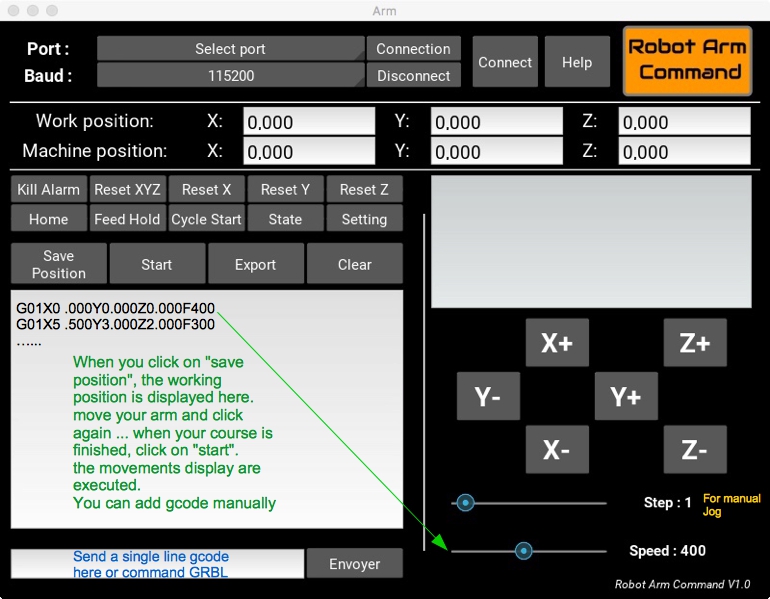 Arm
Port :
Select port
Connection
Baud :
115200
Disconnect
Connect
Help
Robot Arm
Command
Work position: X: 0,000 Y: 0,000 Z: 0,000
Machine position: X: 0,000 Y: 0,000 Z: 0,000
Kill Alarm Reset XYZ Reset X Reset Y Reset Z
Home Feed Hold Cycle Start State Setting
Save
Position
Start
Export
Clear
G01X0 .000Y0.000Z0.000F400
G01X5 .500Y3.000Z2.000F300
......
When you click on "save
position", the working
position is displayed here.
move your arm and click
again ... when your course is
finished, click on "start".
the movements display are
executed.
You can add gcode manually
Send a single line gcode
here or command GRBL
Envoyer
X+
Z+
Y-
Y+
X-
Z-
Step : 1
For manual
Jog
Speed : 400
Robot Arm Command V1.0